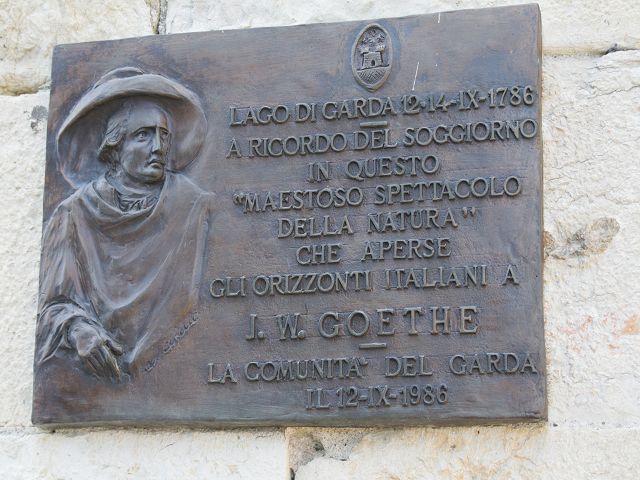 LAGO DI GARDA 12-14-IX-1786
A RICORDO DEL SOGGIORNO
IN QUESTO
"MAESTOSO SPETTACOLO
DELLA NATURA"
CHE APERSE
GLI ORIZZONTI ITALIANI A
J. W. GOETHE
LA COMUNITA' DEL GARDA
IL 12-IX-1986